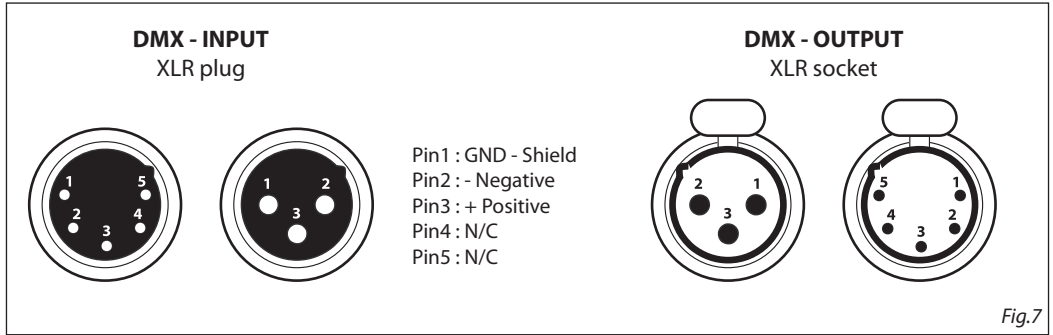 DMX - INPUT
XLR plug
1 5
2 4
3
1 2
3
Pin1 : GND - Shield
Pin2 : - Negative
Pin3 : + Positive
Pin4 : N/C
Pin5 : N/C
DMX - OUTPUT
XLR socket
2 1
3
5 1
4 2
3
Fig.7